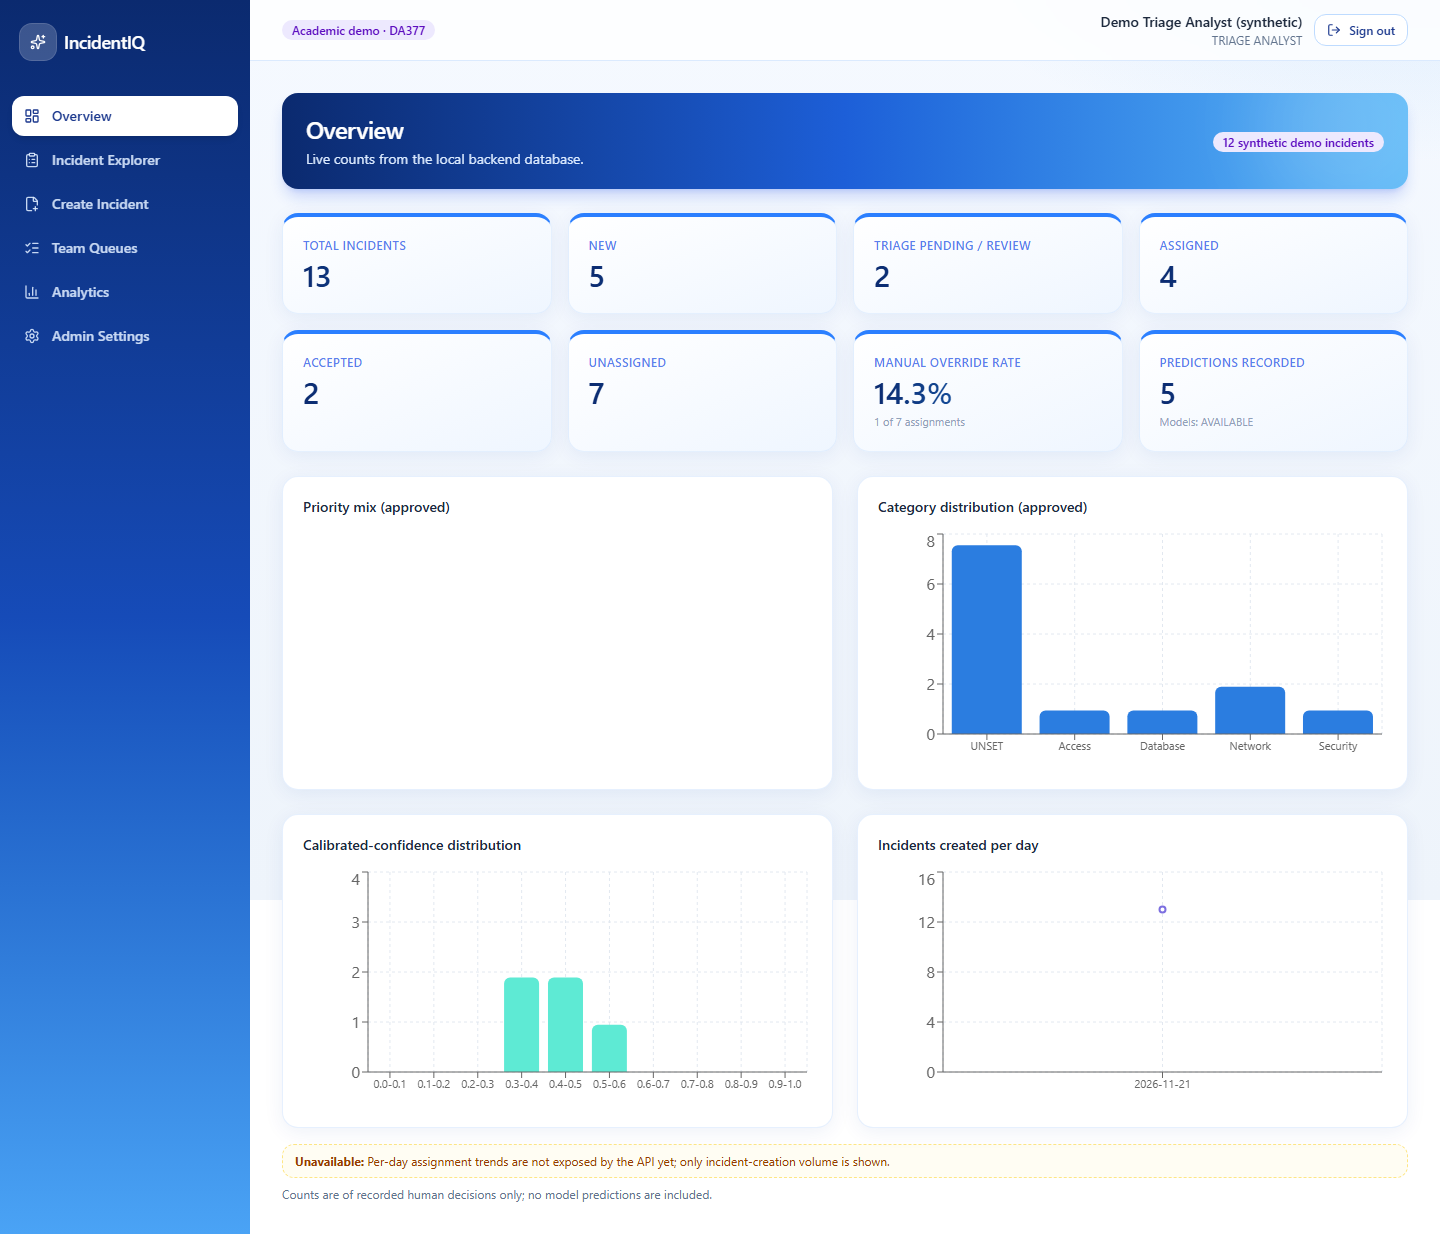 IncidentIQ
Overview
Incident Explorer
Create Incident
Team Queues
Analytics
Admin Settings
Academic demo · DA377
Demo Triage Analyst (synthetic)
TRIAGE ANALYST
Sign out
Overview
Live counts from the local backend database.
12 synthetic demo incidents
TOTAL INCIDENTS
13
NEW
5
TRIAGE PENDING / REVIEW
2
ASSIGNED
4
ACCEPTED
2
UNASSIGNED
7
MANUAL OVERRIDE RATE
14.3%
1 of 7 assignments
PREDICTIONS RECORDED
5
Models: AVAILABLE
Priority mix (approved)
Category distribution (approved)
8
6
4
2
0
UNSET Access Database Network Security
Calibrated-confidence distribution
4
3
2
1
0
0.0-0.1 0.1-0.2 0.2-0.3 0.3-0.4 0.4-0.5 0.5-0.6 0.6-0.7 0.7-0.8 0.8-0.9 0.9-1.0
Incidents created per day
16
12
8
4
0
2026-11-21
Unavailable: Per-day assignment trends are not exposed by the API yet; only incident-creation volume is shown.
Counts are of recorded human decisions only; no model predictions are included.